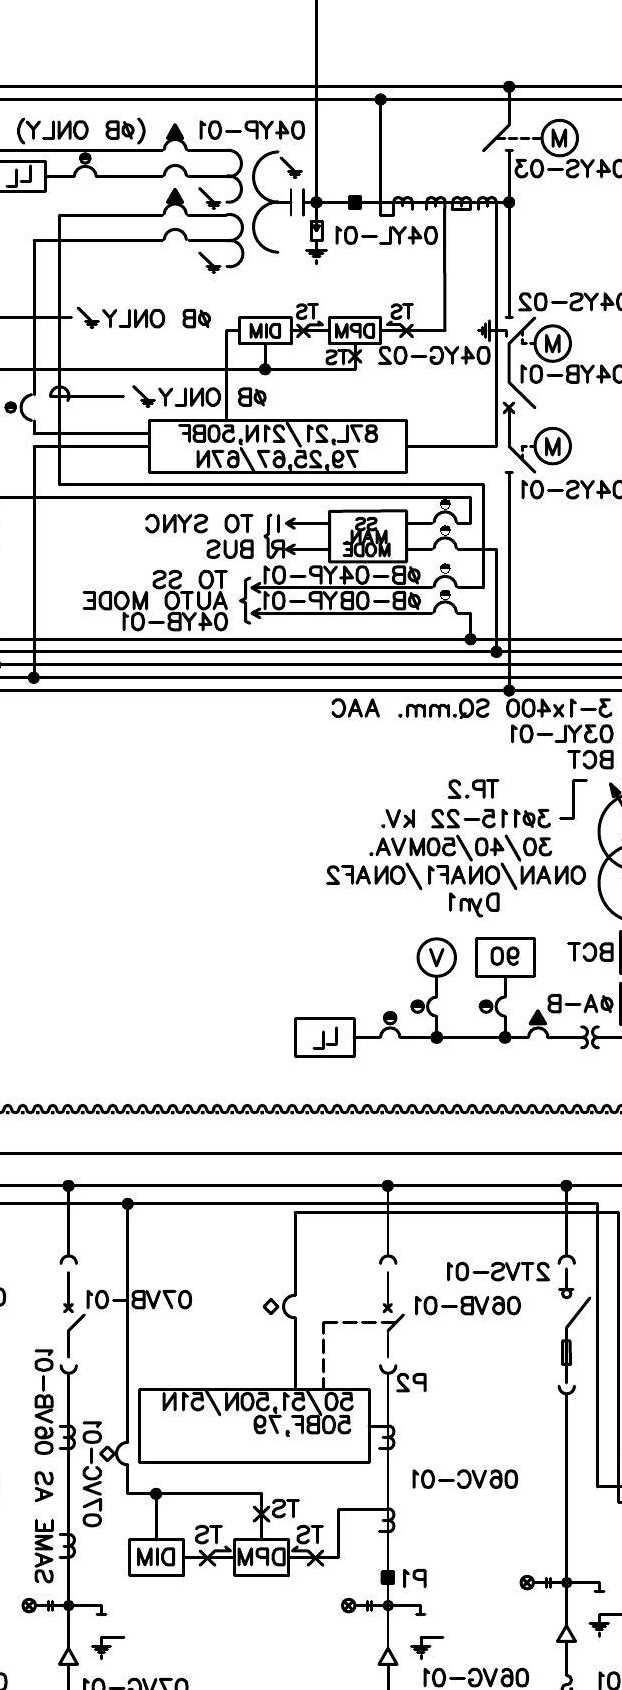 04YP-01 (øB ONLY)
M
04YS-03
LL
04YL-01
04YS-02
øB ONLY
TS
TS
DIM
DPM
XTS
04YG-02
M
04YB-01
øB ONLY
87L,21/21N,50BF
79,25,67/67N
M
04YS-01
SS
MAN
MODE
I1 TO SYNC
R BUS
øB-04YP-01
øB-0BYP-01
TO SS
AUTO MODE
04YB-01
3-1x400 SQ.mm. AAC
03YL-01
BCT
TP.2
3ø115-22 kV.
30/40/50MVA.
ONAN/ONAF1/ONAF2
Dyn1
BCT
V
90
øA-B
LL
2TVS-01
07VB-01
06VB-01
P2
50/51,50N/51N
50BF,79
SAME AS 06VB-01
07VC-01
06VC-01
TS
TS
TS
DIM
DPM
P1
07VG-01
06VG-01